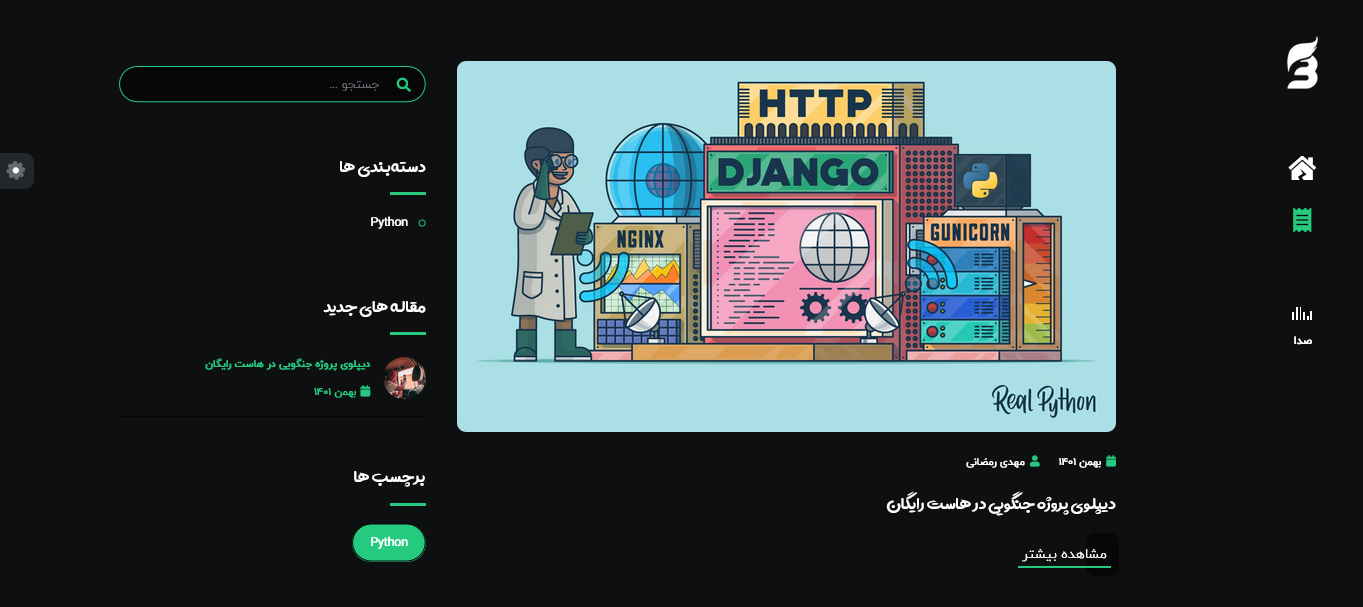 HTTP
DJANGO
NGINX
GUNICORN
Real Python
بهمن ۱۴۰۱
مهدی رمضانی
دیپلوی پروژه جنگویی در هاست رایگان
مشاهده بیشتر
جستجو ...
دسته‌بندی ها
Python
مقاله های جدید
دیپلوی پروژه جنگویی در هاست رایگان
بهمن ۱۴۰۱
برچسب ها
Python
صدا